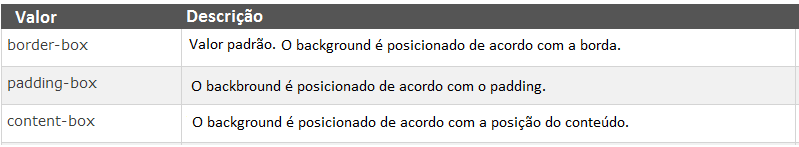 Valor Descrição
border-box Valor padrão. O background é posicionado de acordo com a borda.
padding-box O backbround é posicionado de acordo com o padding.
content-box O background é posicionado de acordo com a posição do conteúdo.